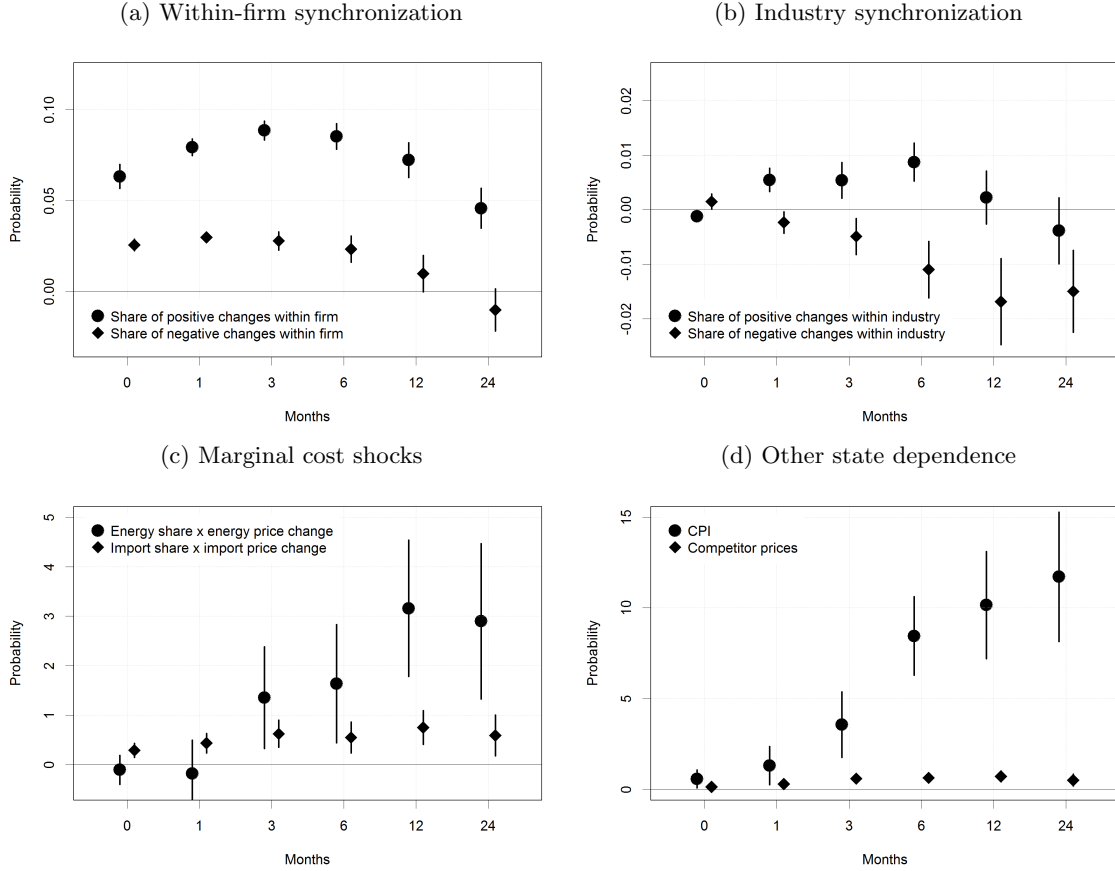 (a) Within-firm synchronization
0.10
0.05
0.00
Probability
Share of positive changes within firm
Share of negative changes within firm
0 1 3 6 12 24
Months
(b) Industry synchronization
0.02
0.01
0.00
-0.01
-0.02
Probability
Share of positive changes within industry
Share of negative changes within industry
0 1 3 6 12 24
Months
(c) Marginal cost shocks
5
4
3
2
1
0
Probability
Energy share x energy price change
Import share x import price change
0 1 3 6 12 24
Months
(d) Other state dependence
15
10
5
0
Probability
CPI
Competitor prices
0 1 3 6 12 24
Months